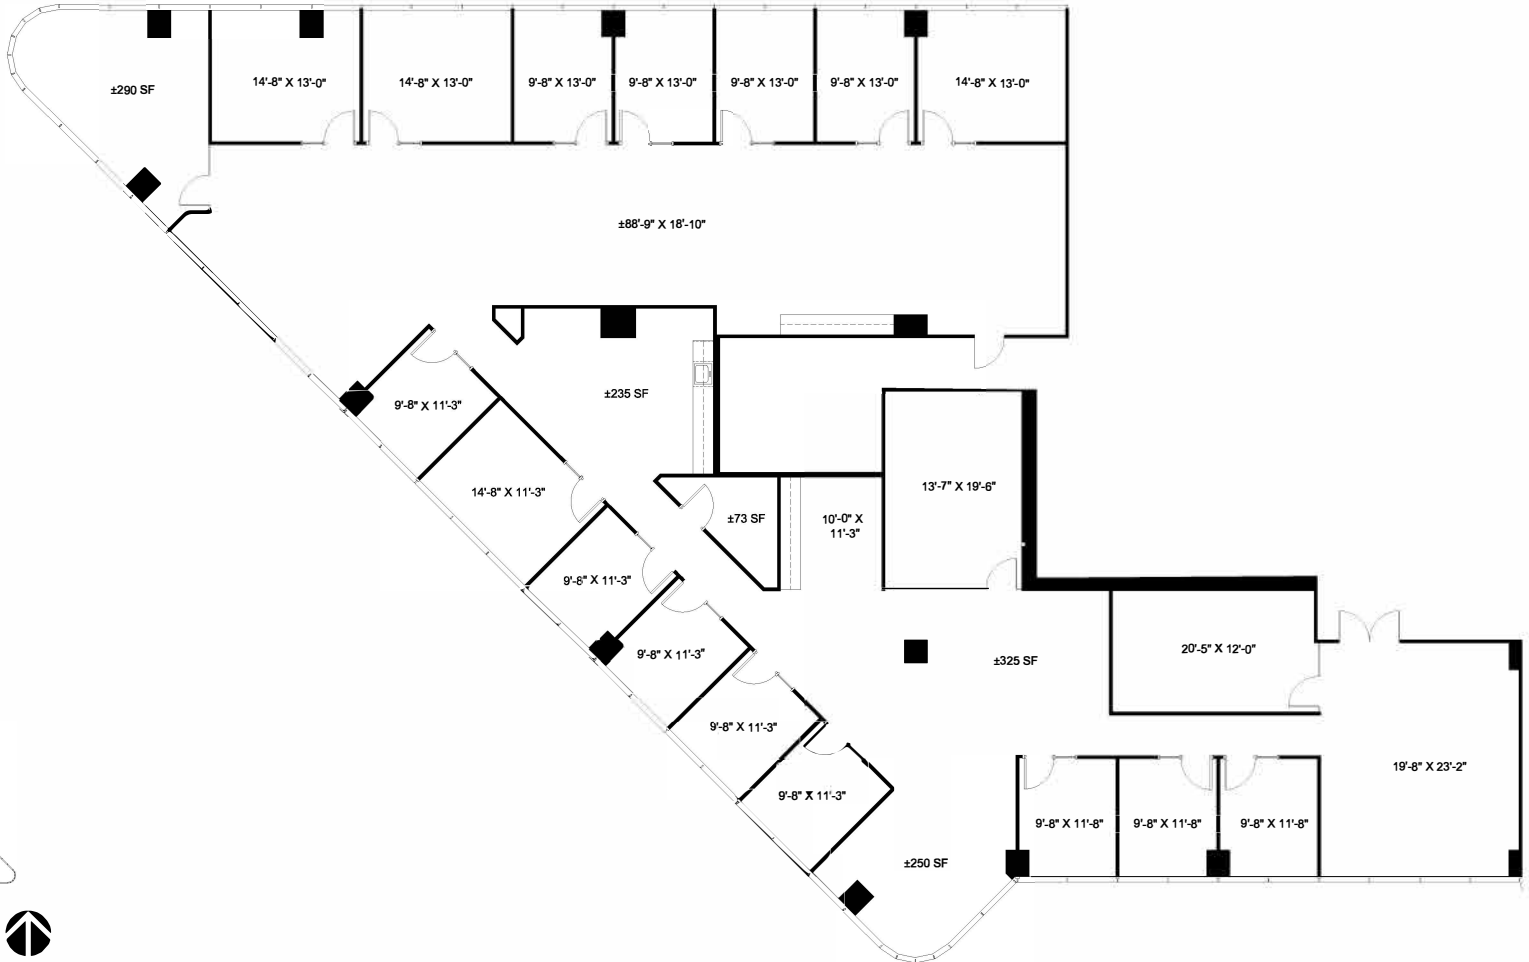 14'-8" X 13'-0"
14'-8" X 13'-0"
9'-8" X 13'-0"
9'-8" X 13'-0"
9'-8" X 13'-0"
9'-8" X 13'-0"
14'-8" X 13'-0"
±290 SF
±88'-9" X 18'-10"
±235 SF
9'-8" X 11'-3"
14'-8" X 11'-3"
13'-7" X 19'-6"
±73 SF
10'-0" X
11'-3"
9'-8" X 11'-3"
9'-8" X 11'-3"
±325 SF
20'-5" X 12'-0"
9'-8" X 11'-3"
19'-8" X 23'-2"
9'-8" X 11'-3"
9'-8" X 11'-8"
9'-8" X 11'-8"
9'-8" X 11'-8"
±250 SF